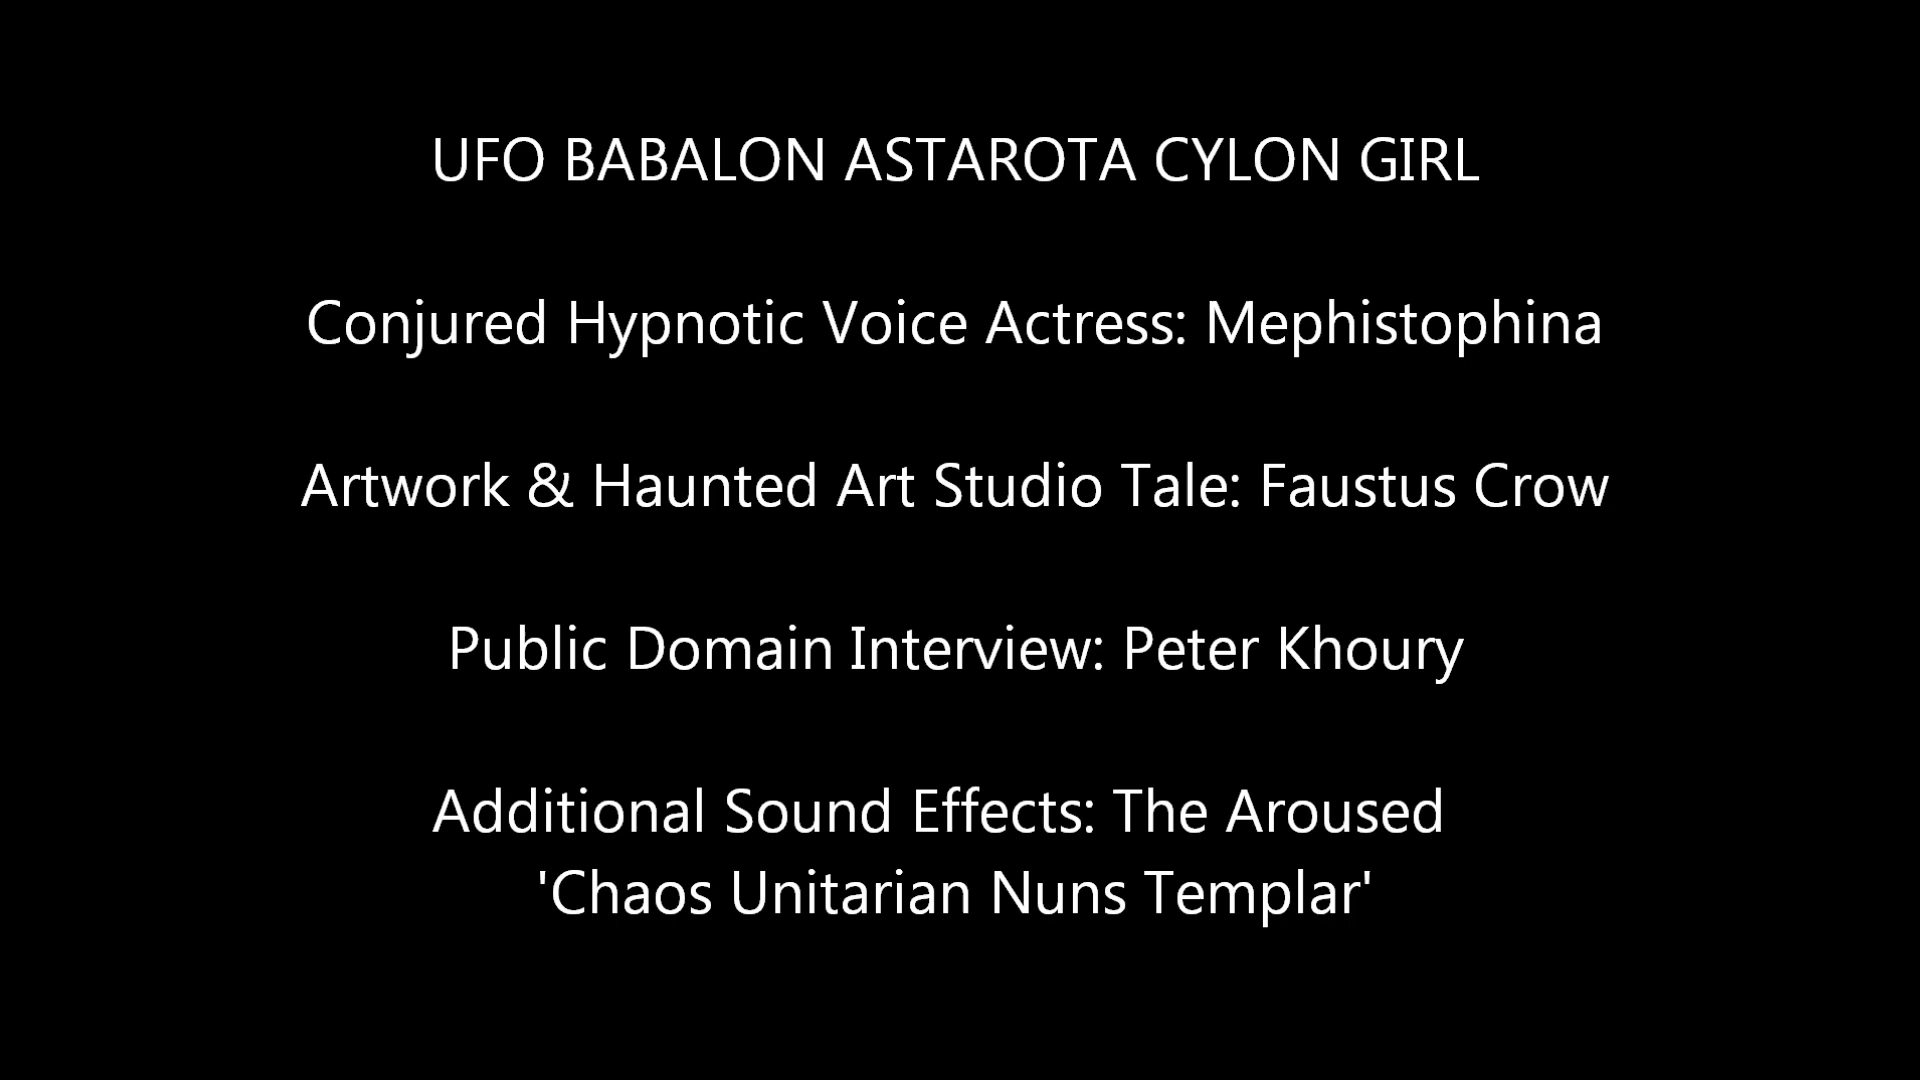 UFO BABALON ASTAROTA CYLON GIRL
Conjured Hypnotic Voice Actress: Mephistophina
Artwork & Haunted Art Studio Tale: Faustus Crow
Public Domain Interview: Peter Khoury
Additional Sound Effects: The Aroused
'Chaos Unitarian Nuns Templar'